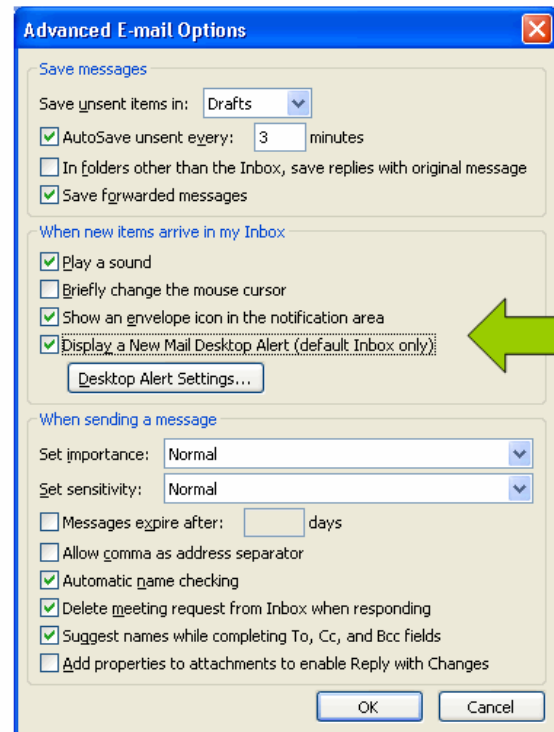 Advanced E-mail Options
Save messages
Save unsent items in: Drafts
AutoSave unsent every: 3 minutes
In folders other than the Inbox, save replies with original message
Save forwarded messages
When new items arrive in my Inbox
Play a sound
Briefly change the mouse cursor
Show an envelope icon in the notification area
Display a New Mail Desktop Alert (default Inbox only)
Desktop Alert Settings...
When sending a message
Set importance: Normal
Set sensitivity: Normal
Messages expire after: days
Allow comma as address separator
Automatic name checking
Delete meeting request from Inbox when responding
Suggest names while completing To, Cc, and Bcc fields
Add properties to attachments to enable Reply with Changes
OK Cancel